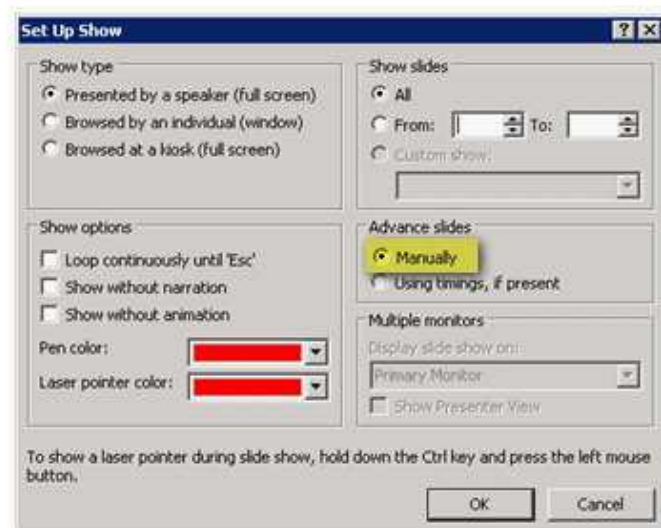 Set Up Show
Show type
Presented by a speaker (full screen)
Browsed by an individual (window)
Browsed at a kiosk (full screen)
Show slides
All
From: To:
Custom show:
Show options
Loop continuously until 'Esc'
Show without narration
Show without animation
Pen color:
Laser pointer color:
Advance slides
Manually
Using timings, if present
Multiple monitors
Display slide show on:
Primary Monitor
Show Presenter View
To show a laser pointer during slide show, hold down the Ctrl key and press the left mouse
button.
OK Cancel